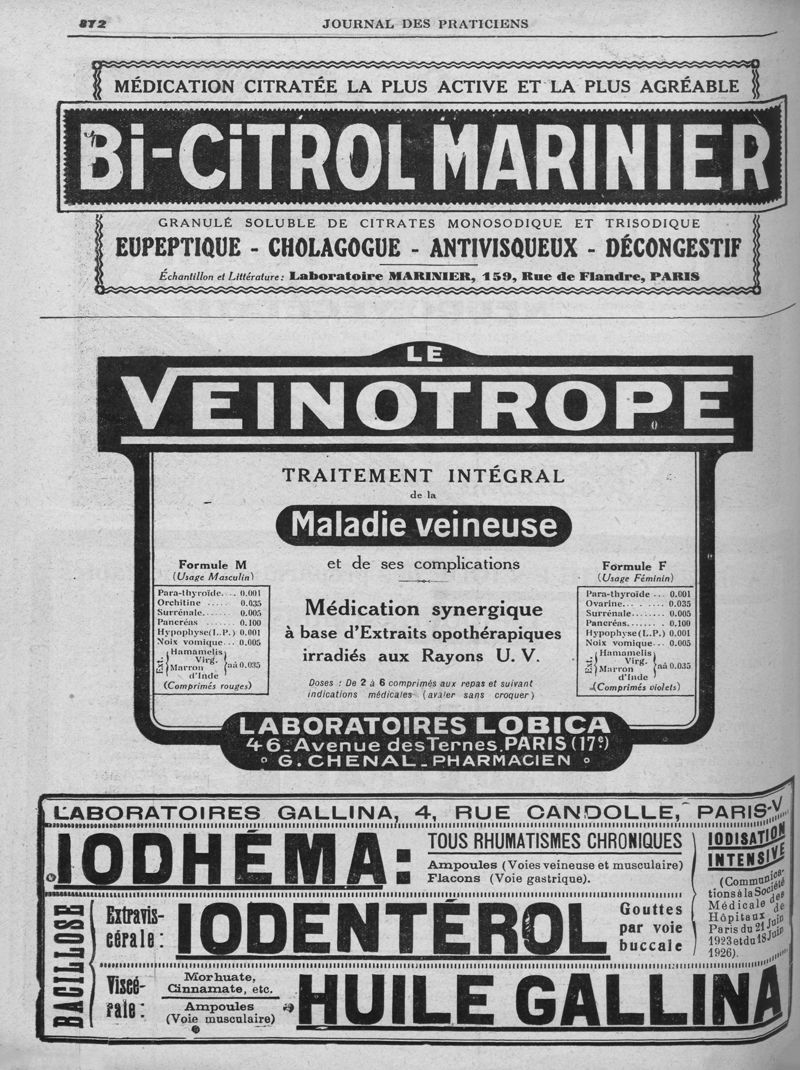 872
JOURNAL DES PRATICIENS
MÉDICATION CITRATÉE LA PLUS ACTIVE ET LA PLUS AGRÉABLE
Bi-CiTROL MARINIER
GRANULÉ SOLUBLE DE CITRATES MONOSODIQUE ET TRISODIQUE
EUPEPTIQUE - CHOLAGOGUE - ANTIVISQUEUX - DÉCONGESTIF
Échantillon et Littérature : Laboratoire MARINIER, 159, Rue de Flandre, PARIS
LE
VEINOTROPE
TRAITEMENT INTÉGRAL
de la
Maladie veineuse
et de ses complications
Formule M
(Usage Masculin)
Para-thyroïde... 0.001
Orchitine ..... 0.035
Surrénale...... 0.005
Pancréas ...... 0.100
Hypophyse(L.P.) 0.001
Noix vomique... 0.005
Ext. Hamamelis
Virg.
Marron
d'Inde
āā 0.035
(Comprimés rouges)
Médication synergique
à base d'Extraits opothérapiques
irradiés aux Rayons U. V.
Doses : De 2 à 6 comprimés aux repas et suivant
indications médicales (avaler sans croquer)
Formule F
(Usage Féminin)
Para-thyroïde ... 0.001
Ovarine........ 0.035
Surrénale...... 0.005
Pancréas....... 0.100
Hypophyse(L.P.) 0.001
Noix vomique... 0.005
Ext. Hamamelis
Virg.
Marron
d'Inde
āā 0.035
(Comprimés violets)
LABORATOIRES LOBICA
46_Avenue des Ternes_PARIS (17e)
G. CHENAL_PHARMACIEN
LABORATOIRES GALLINA, 4, RUE CANDOLLE, PARIS-V
IODHÉMA:
TOUS RHUMATISMES CHRONIQUES
Ampoules (Voies veineuse et musculaire)
Flacons (Voie gastrique).
IODISATION
INTENSIVE
(Communica-
tions à la Société
Médicale des
Hôpitaux de
Paris du 21 Juin
1923 et du 18 Juin
1926).
BACILLOSE
Extravis-
cérale :
IODENTÉROL
Gouttes
par voie
buccale
Viscé-
rale :
Morhuate,
Cinnamate, etc.
Ampoules
(Voie musculaire)
HUILE GALLINA